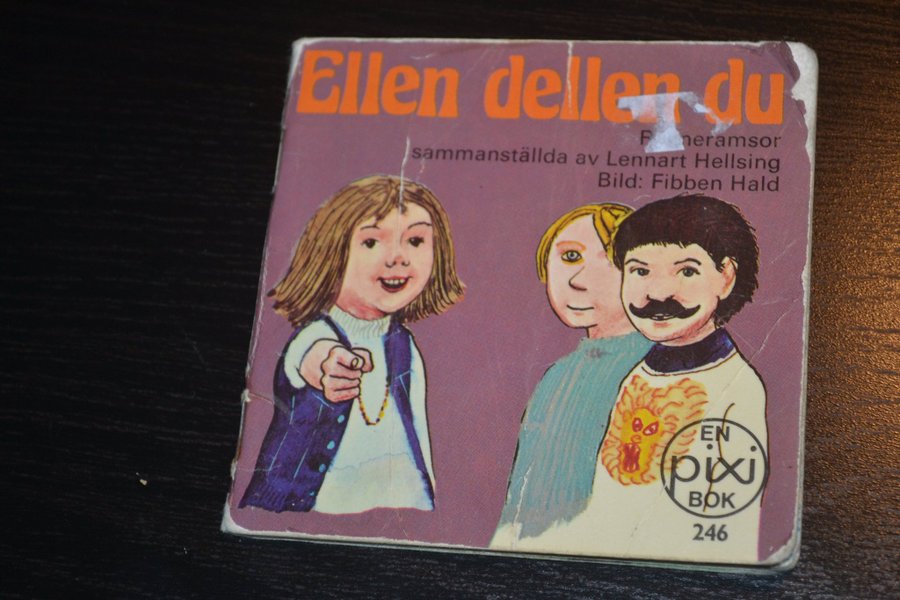 Ellen dellen du
sammanställda av Lennart Hellsing
Bild: Fibben Hald
EN
pixi
BOK
246